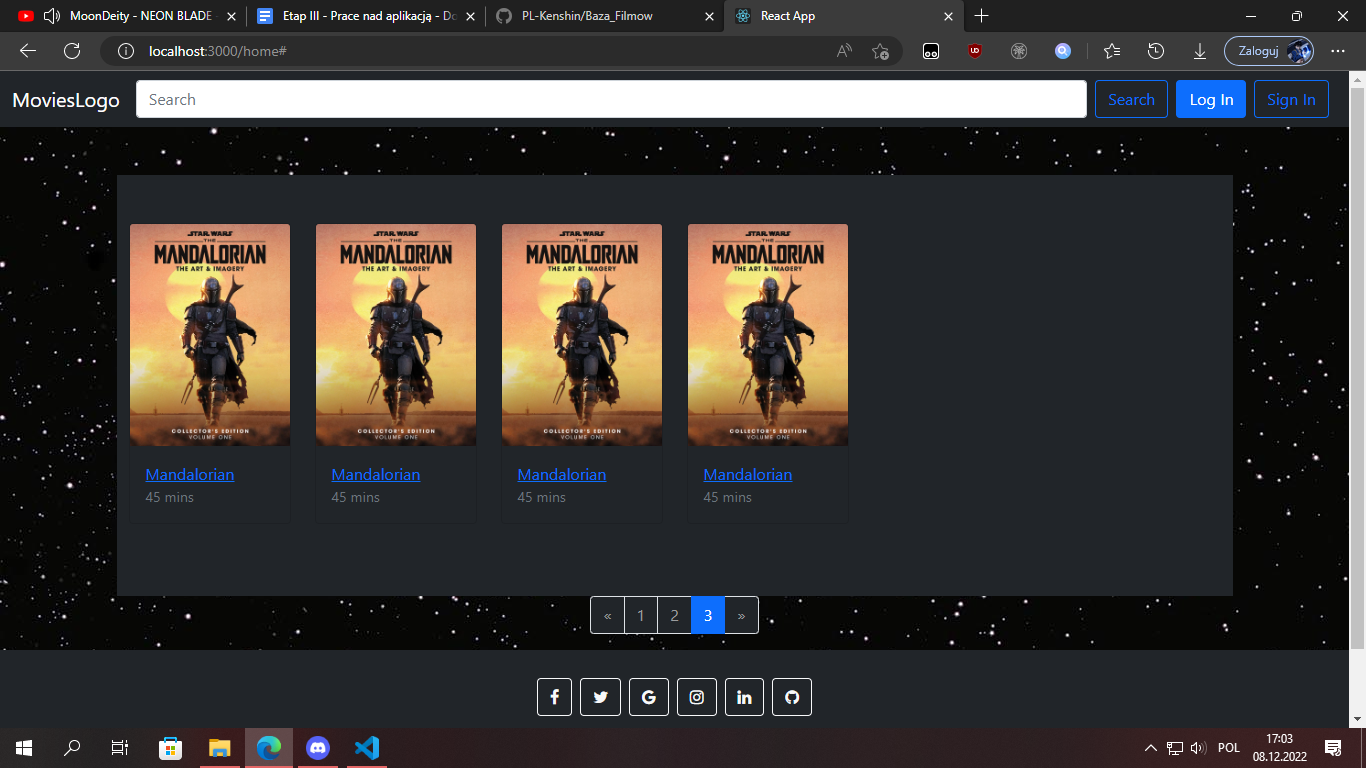 MoonDeity - NEON BLADE
Etap III - Prace nad aplikacją - Do
PL-Kenshin/Baza_Filmow
React App
localhost:3000/home#
Zaloguj
MoviesLogo
Search
Search
Log In
Sign In
STAR WARS
THE
MANDALORIAN
THE ART & IMAGERY
COLLECTOR'S EDITION
VOLUME ONE
STAR WARS
THE
MANDALORIAN
THE ART & IMAGERY
COLLECTOR'S EDITION
VOLUME ONE
STAR WARS
THE
MANDALORIAN
THE ART & IMAGERY
COLLECTOR'S EDITION
VOLUME ONE
STAR WARS
THE
MANDALORIAN
THE ART & IMAGERY
COLLECTOR'S EDITION
VOLUME ONE
Mandalorian
45 mins
Mandalorian
45 mins
Mandalorian
45 mins
Mandalorian
45 mins
« 1 2 3 »
POL
17:03
08.12.2022